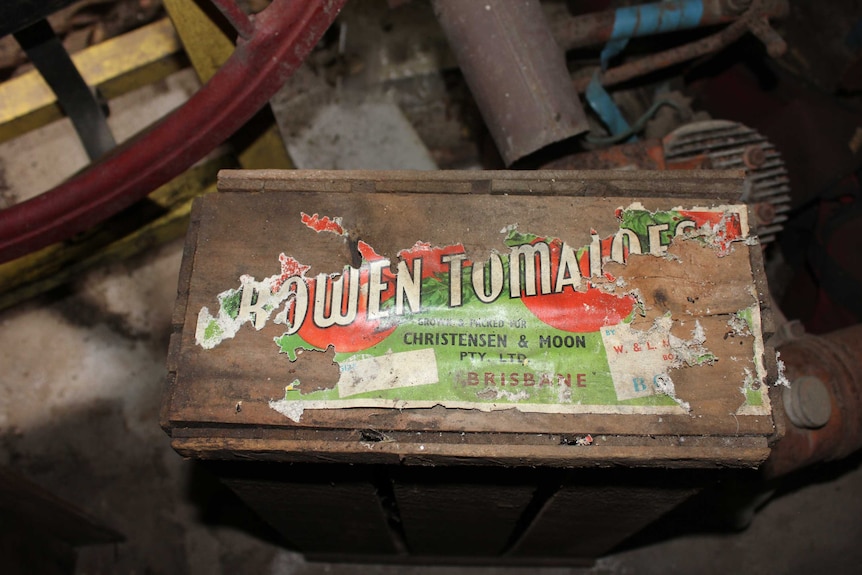 BOWEN TOMATOES
GROWN & PACKED FOR
CHRISTENSEN & MOON
PTY. LTD.
BRISBANE
W. & L.